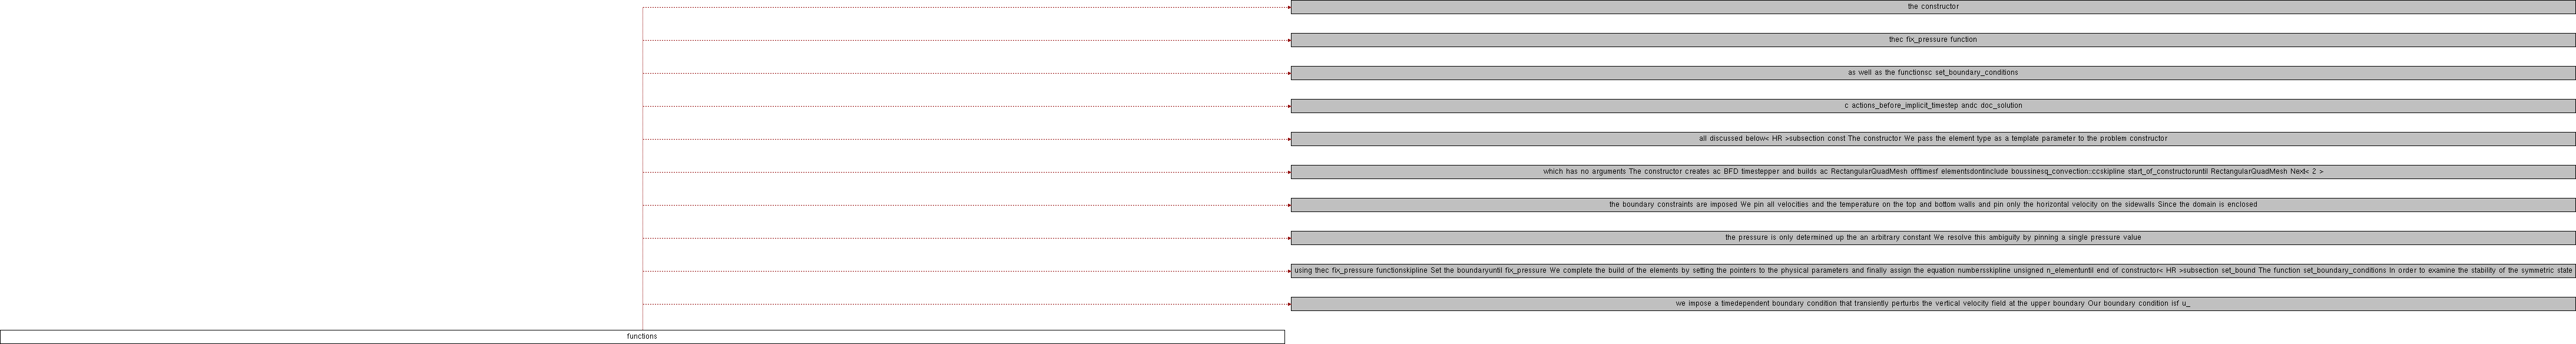 the constructor
thec fix_pressure function
as well as the functionsc set_boundary_conditions
c actions_before_implicit_timestep andc doc_solution
all discussed below< HR >subsection const The constructor We pass the element type as a template parameter to the problem constructor
which has no arguments The constructor creates ac BFD timestepper and builds ac RectangularQuadMesh offtimesf elementsdontinclude boussinesq_convection::ccskipline start_of_constructoruntil RectangularQuadMesh Next< 2 >
the boundary constraints are imposed We pin all velocities and the temperature on the top and bottom walls and pin only the horizontal velocity on the sidewalls Since the domain is enclosed
the pressure is only determined up the an arbitrary constant We resolve this ambiguity by pinning a single pressure value
using thec fix_pressure functionskipline Set the boundaryuntil fix_pressure We complete the build of the elements by setting the pointers to the physical parameters and finally assign the equation numbersskipline unsigned n_elementuntil end of constructor< HR >subsection set_bound The function set_boundary_conditions In order to examine the stability of the symmetric state
we impose a timedependent boundary condition that transiently perturbs the vertical velocity field at the upper boundary Our boundary condition isf u_
functions